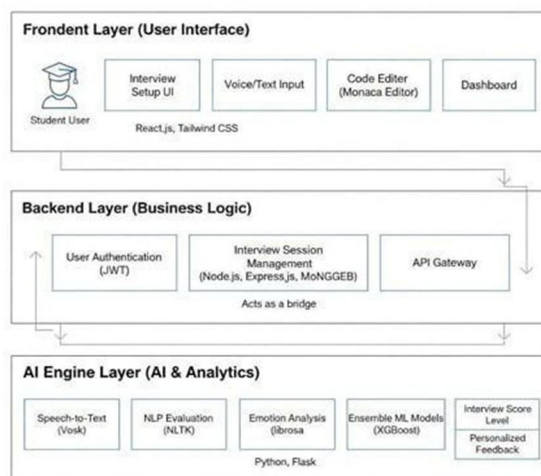 Frondent Layer (User Interface)
Student User
Interview
Setup UI
Voice/Text Input
Code Editer
(Monaca Editor)
Dashboard
React.js, Tailwind CSS
Backend Layer (Business Logic)
User Authentication
(JWT)
Interview Session
Management
(Node.js, Express.js, MoNGGEB)
API Gateway
Acts as a bridge
AI Engine Layer (AI & Analytics)
Speech-to-Text
(Vosk)
NLP Evaluation
(NLTK)
Emotion Analysis
(librosa
Ensemble ML Models
(XGBoost)
Interview Score
Level
Personalized
Feedback
Python, Flask